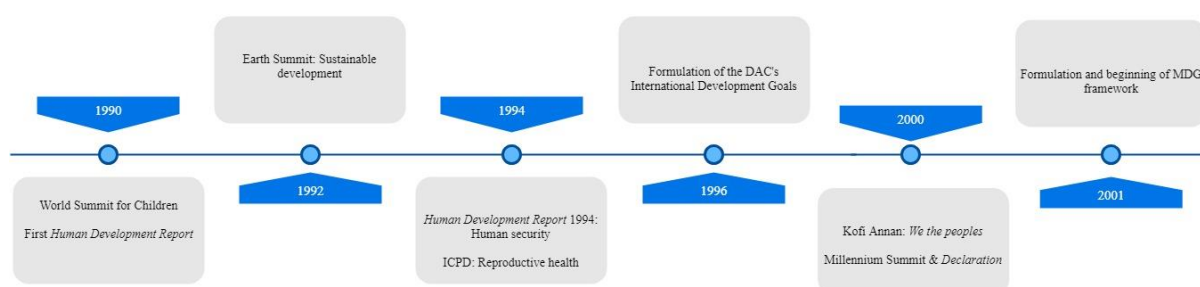 1990
World Summit for Children
First Human Development Report
Earth Summit: Sustainable
development
1992
1994
Human Development Report 1994:
Human security
ICPD: Reproductive health
Formulation of the DAC's
International Development Goals
1996
2000
Kofi Annan: We the peoples
Millennium Summit & Declaration
Formulation and beginning of MDG
framework
2001